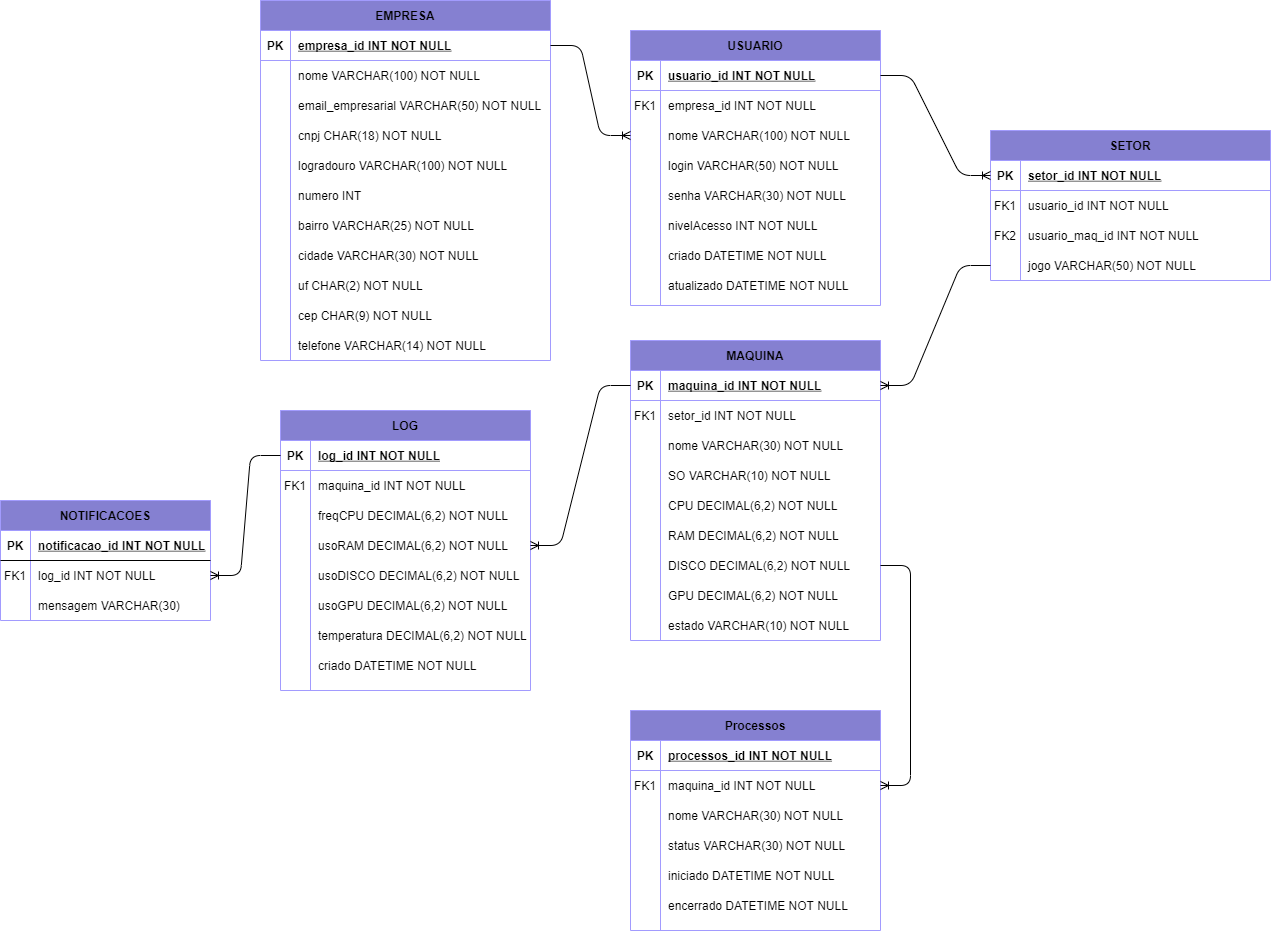 EMPRESA
PK empresa_id INT NOT NULL
nome VARCHAR(100) NOT NULL
email_empresarial VARCHAR(50) NOT NULL
cnpj CHAR(18) NOT NULL
logradouro VARCHAR(100) NOT NULL
numero INT
bairro VARCHAR(25) NOT NULL
cidade VARCHAR(30) NOT NULL
uf CHAR(2) NOT NULL
cep CHAR(9) NOT NULL
telefone VARCHAR(14) NOT NULL
USUARIO
PK usuario_id INT NOT NULL
FK1 empresa_id INT NOT NULL
nome VARCHAR(100) NOT NULL
login VARCHAR(50) NOT NULL
senha VARCHAR(30) NOT NULL
nivelAcesso INT NOT NULL
criado DATETIME NOT NULL
atualizado DATETIME NOT NULL
SETOR
PK setor_id INT NOT NULL
FK1 usuario_id INT NOT NULL
FK2 usuario_maq_id INT NOT NULL
jogo VARCHAR(50) NOT NULL
MAQUINA
PK maquina_id INT NOT NULL
FK1 setor_id INT NOT NULL
nome VARCHAR(30) NOT NULL
SO VARCHAR(10) NOT NULL
CPU DECIMAL(6,2) NOT NULL
RAM DECIMAL(6,2) NOT NULL
DISCO DECIMAL(6,2) NOT NULL
GPU DECIMAL(6,2) NOT NULL
estado VARCHAR(10) NOT NULL
LOG
PK log_id INT NOT NULL
FK1 maquina_id INT NOT NULL
freqCPU DECIMAL(6,2) NOT NULL
usoRAM DECIMAL(6,2) NOT NULL
usoDISCO DECIMAL(6,2) NOT NULL
usoGPU DECIMAL(6,2) NOT NULL
temperatura DECIMAL(6,2) NOT NULL
criado DATETIME NOT NULL
NOTIFICACOES
PK notificacao_id INT NOT NULL
FK1 log_id INT NOT NULL
mensagem VARCHAR(30)
Processos
PK processos_id INT NOT NULL
FK1 maquina_id INT NOT NULL
nome VARCHAR(30) NOT NULL
status VARCHAR(30) NOT NULL
iniciado DATETIME NOT NULL
encerrado DATETIME NOT NULL